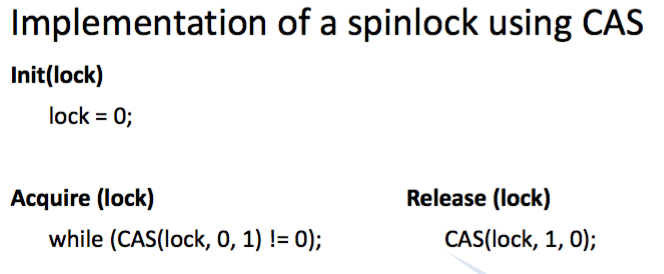 Implementation of a spinlock using CAS
Init(lock)
lock = 0;
Acquire (lock)
while (CAS(lock, 0, 1) != 0);
Release (lock)
CAS(lock, 1, 0);